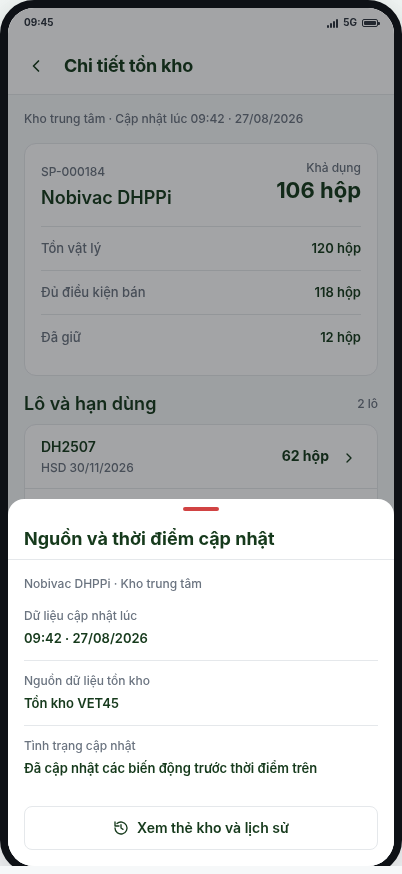 09:45
5G
Chi tiết tồn kho
Kho trung tâm · Cập nhật lúc 09:42 · 27/08/2026
SP-000184
Khả dụng
Nobivac DHPPi
106 hộp
Tồn vật lý
120 hộp
Đủ điều kiện bán
118 hộp
Đã giữ
12 hộp
Lô và hạn dùng
2 lô
DH2507
62 hộp
HSD 30/11/2026
Nguồn và thời điểm cập nhật
Nobivac DHPPi · Kho trung tâm
Dữ liệu cập nhật lúc
09:42 · 27/08/2026
Nguồn dữ liệu tồn kho
Tồn kho VET45
Tình trạng cập nhật
Đã cập nhật các biến động trước thời điểm trên
Xem thẻ kho và lịch sử